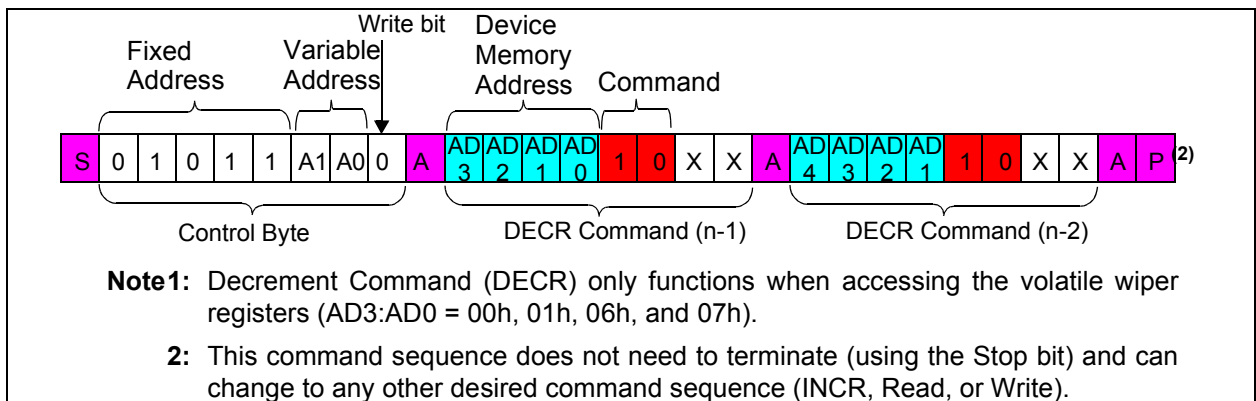 Write bit
Device
Memory
Address
Fixed
Address
Variable
Address
Command
S 0 1 0 1 1 A1 A0 0 A AD3 AD2 AD1 AD0 1 0 X X A AD4 AD3 AD2 AD1 1 0 X X A P (2)
Control Byte
DECR Command (n-1)
DECR Command (n-2)
Note1: Decrement Command (DECR) only functions when accessing the volatile wiper
registers (AD3:AD0 = 00h, 01h, 06h, and 07h).
2: This command sequence does not need to terminate (using the Stop bit) and can
change to any other desired command sequence (INCR, Read, or Write).